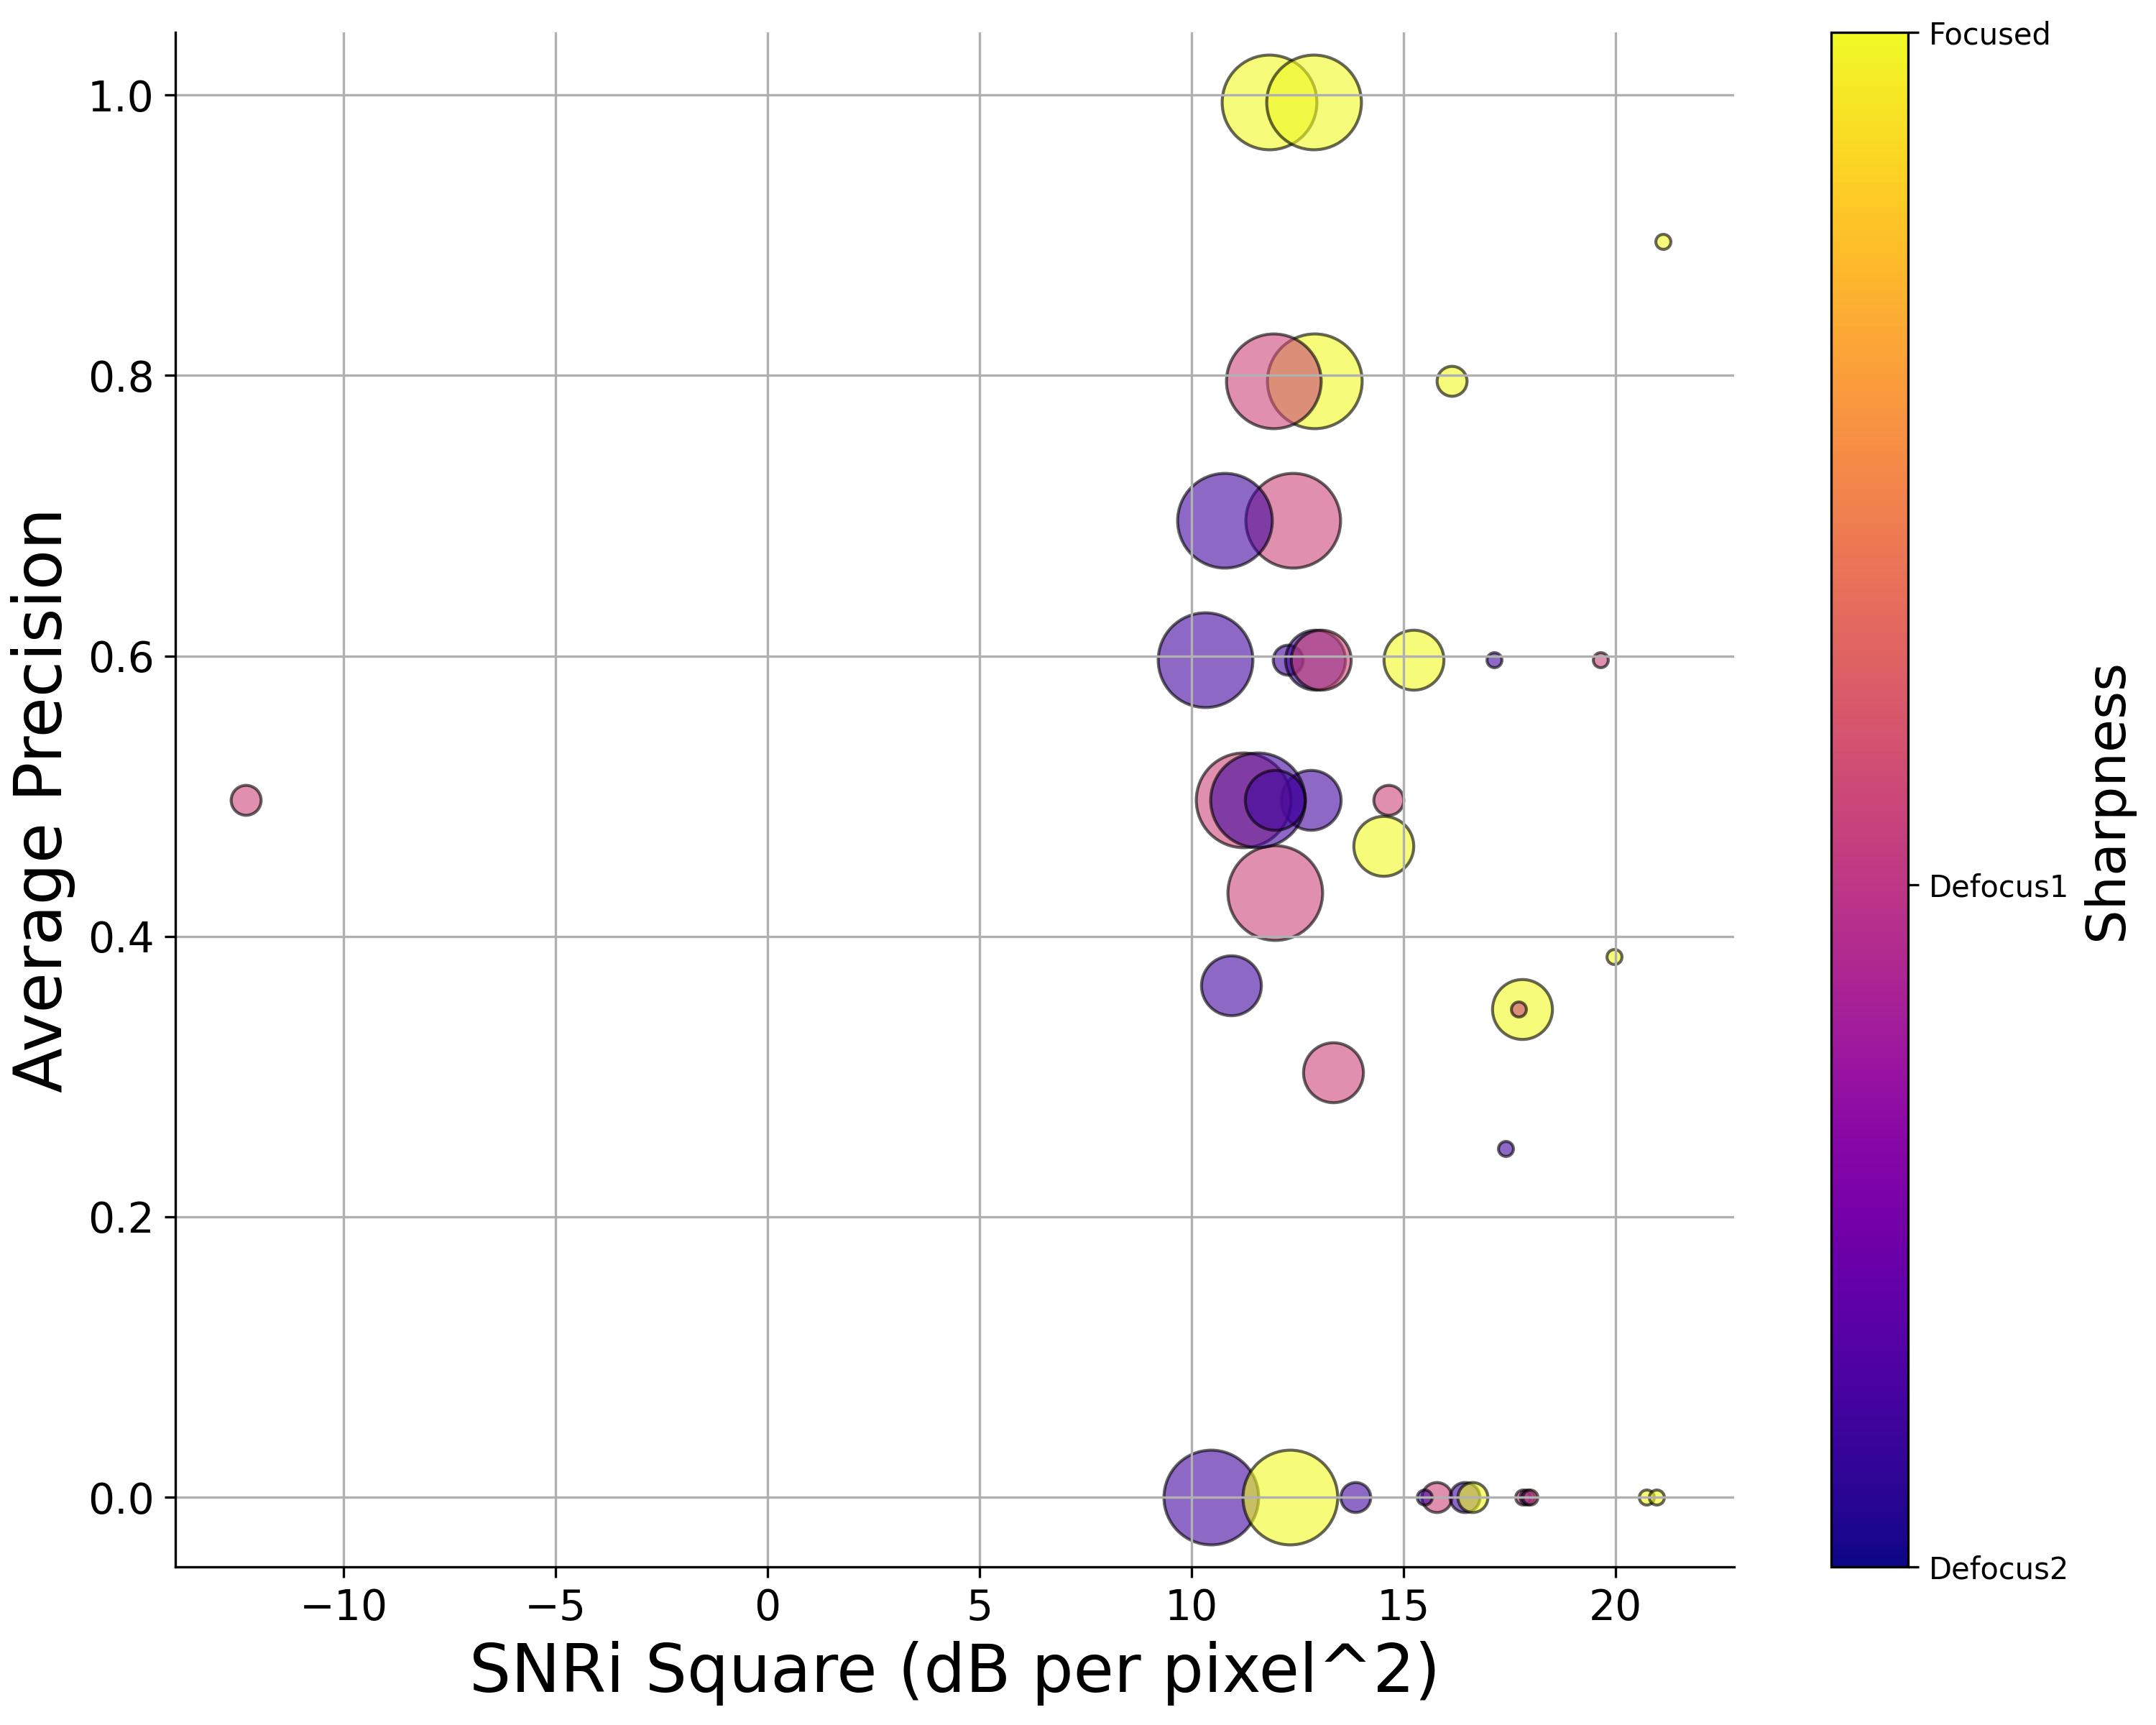 1.0
0.8
0.6
0.4
0.2
0.0
−10
−5
0
5
10
15
20
Average Precision
SNRi Square (dB per pixel^2)
Focused
Defocus1
Defocus2
Sharpness